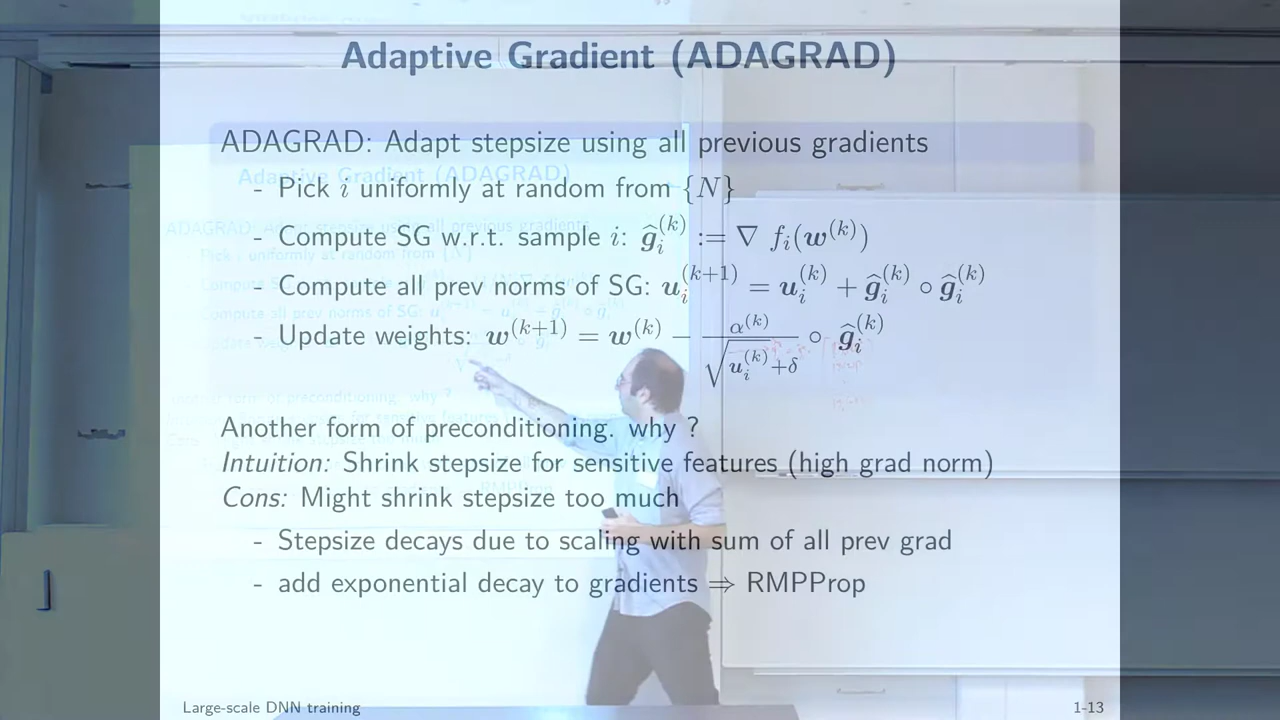 Adaptive Gradient (ADAGRAD)
ADAGRAD: Adapt stepsize using all previous gradients
- Pick i uniformly at random from {N}
- Compute SG w.r.t. sample i: ĝ_i^(k) := ∇ f_i(w^(k))
- Compute all prev norms of SG: u_i^(k+1) = u_i^(k) + ĝ_i^(k) ∘ ĝ_i^(k)
- Update weights: w^(k+1) = w^(k) − α^(k) / √(u_i^(k)+δ) ∘ ĝ_i^(k)
Another form of preconditioning. why ?
Intuition: Shrink stepsize for sensitive features (high grad norm)
Cons: Might shrink stepsize too much
- Stepsize decays due to scaling with sum of all prev grad
- add exponential decay to gradients ⇒ RMPProp
Large-scale DNN training
1-13
Adaptive Gradient (ADAGRAD)